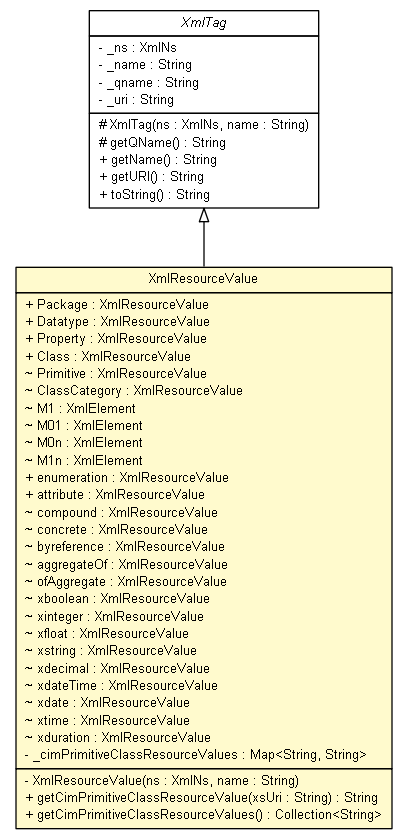 XmlTag
- _ns : XmlNs
- _name : String
- _qname : String
- _uri : String
# XmlTag(ns : XmlNs, name : String)
# getQName() : String
+ getName() : String
+ getURI() : String
+ toString() : String
XmlResourceValue
+ Package : XmlResourceValue
+ Datatype : XmlResourceValue
+ Property : XmlResourceValue
+ Class : XmlResourceValue
~ Primitive : XmlResourceValue
~ ClassCategory : XmlResourceValue
~ M1 : XmlElement
~ M01 : XmlElement
~ M0n : XmlElement
~ M1n : XmlElement
+ enumeration : XmlResourceValue
+ attribute : XmlResourceValue
~ compound : XmlResourceValue
~ concrete : XmlResourceValue
~ byreference : XmlResourceValue
~ aggregateOf : XmlResourceValue
~ ofAggregate : XmlResourceValue
~ xboolean : XmlResourceValue
~ xinteger : XmlResourceValue
~ xfloat : XmlResourceValue
~ xstring : XmlResourceValue
~ xdecimal : XmlResourceValue
~ xdateTime : XmlResourceValue
~ xdate : XmlResourceValue
~ xtime : XmlResourceValue
~ xduration : XmlResourceValue
- _cimPrimitiveClassResourceValues : Map<String, String>
- XmlResourceValue(ns : XmlNs, name : String)
+ getCimPrimitiveClassResourceValue(xsUri : String) : String
+ getCimPrimitiveClassResourceValues() : Collection<String>